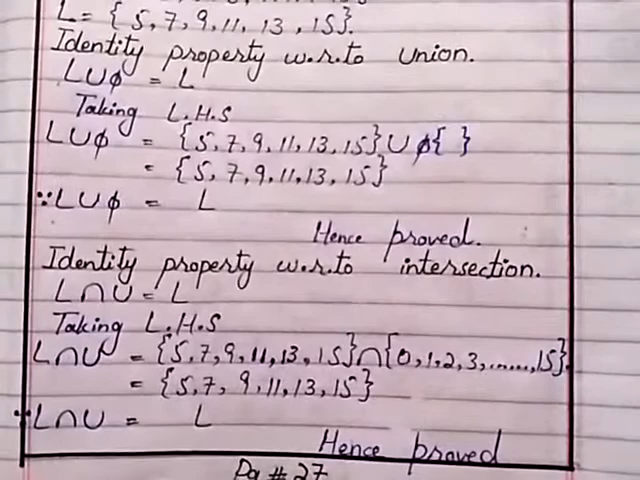 L = { 5, 7, 9, 11, 13, 15}.
Identity property w.r.to Union.
L∪φ = L
Taking L.H.S
L∪φ = {5, 7, 9, 11, 13, 15}∪ φ{ }
= {5, 7, 9, 11, 13, 15}
∵L∪φ = L
Hence proved.
Identity property w.r.to intersection.
L∩U = L
Taking L.H.S
L∩U = {5, 7, 9, 11, 13, 15}∩{0, 1, 2, 3, ......, 15}
= {5, 7, 9, 11, 13, 15}
∵L∩U = L
Hence proved
Pg # 27